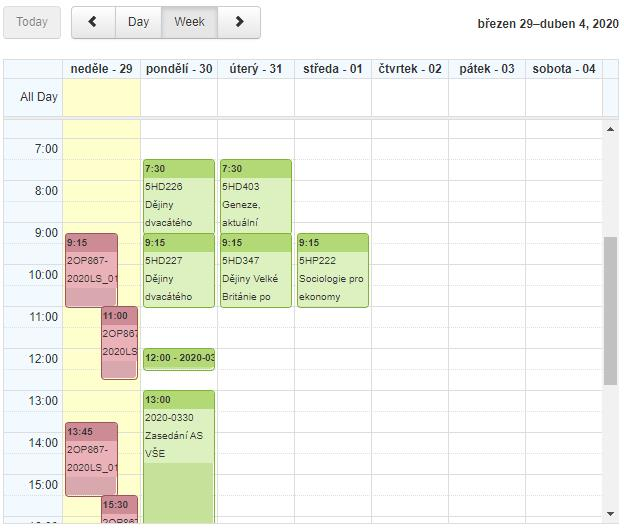 Today
Day
Week
březen 29–duben 4, 2020
neděle - 29
pondělí - 30
úterý - 31
středa - 01
čtvrtek - 02
pátek - 03
sobota - 04
All Day
7:00
8:00
9:00
10:00
11:00
12:00
13:00
14:00
15:00
9:15
2OP867-
2020LS_01
11:00
2OP867
2020LS
13:45
2OP867-
2020LS_01
15:30
2OP867
7:30
5HD226
Dějiny
dvacátého
9:15
5HD227
Dějiny
dvacátého
12:00 - 2020-03
13:00
2020-0330
Zasedání AS
VŠE
7:30
5HD403
Geneze,
aktuální
9:15
5HD347
Dějiny Velké
Británie po
9:15
5HP222
Sociologie pro
ekonomy